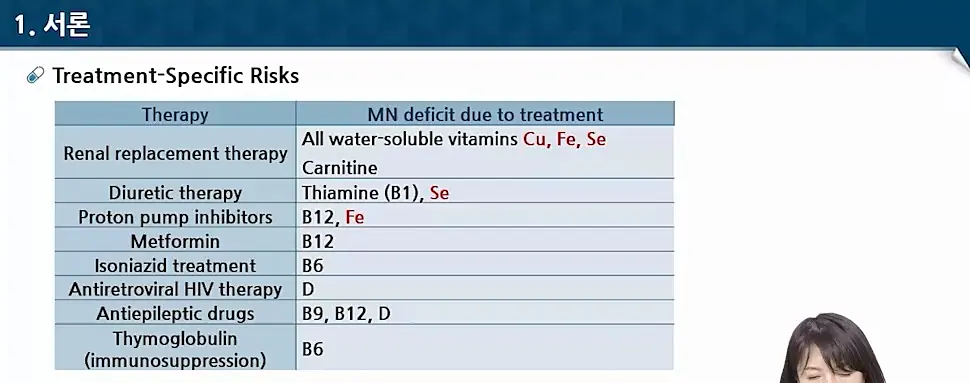 1. 서론
Treatment-Specific Risks
Therapy MN deficit due to treatment
Renal replacement therapy All water-soluble vitamins Cu, Fe, Se
Carnitine
Diuretic therapy Thiamine (B1), Se
Proton pump inhibitors B12, Fe
Metformin B12
Isoniazid treatment B6
Antiretroviral HIV therapy D
Antiepileptic drugs B9, B12, D
Thymoglobulin
(immunosuppression) B6